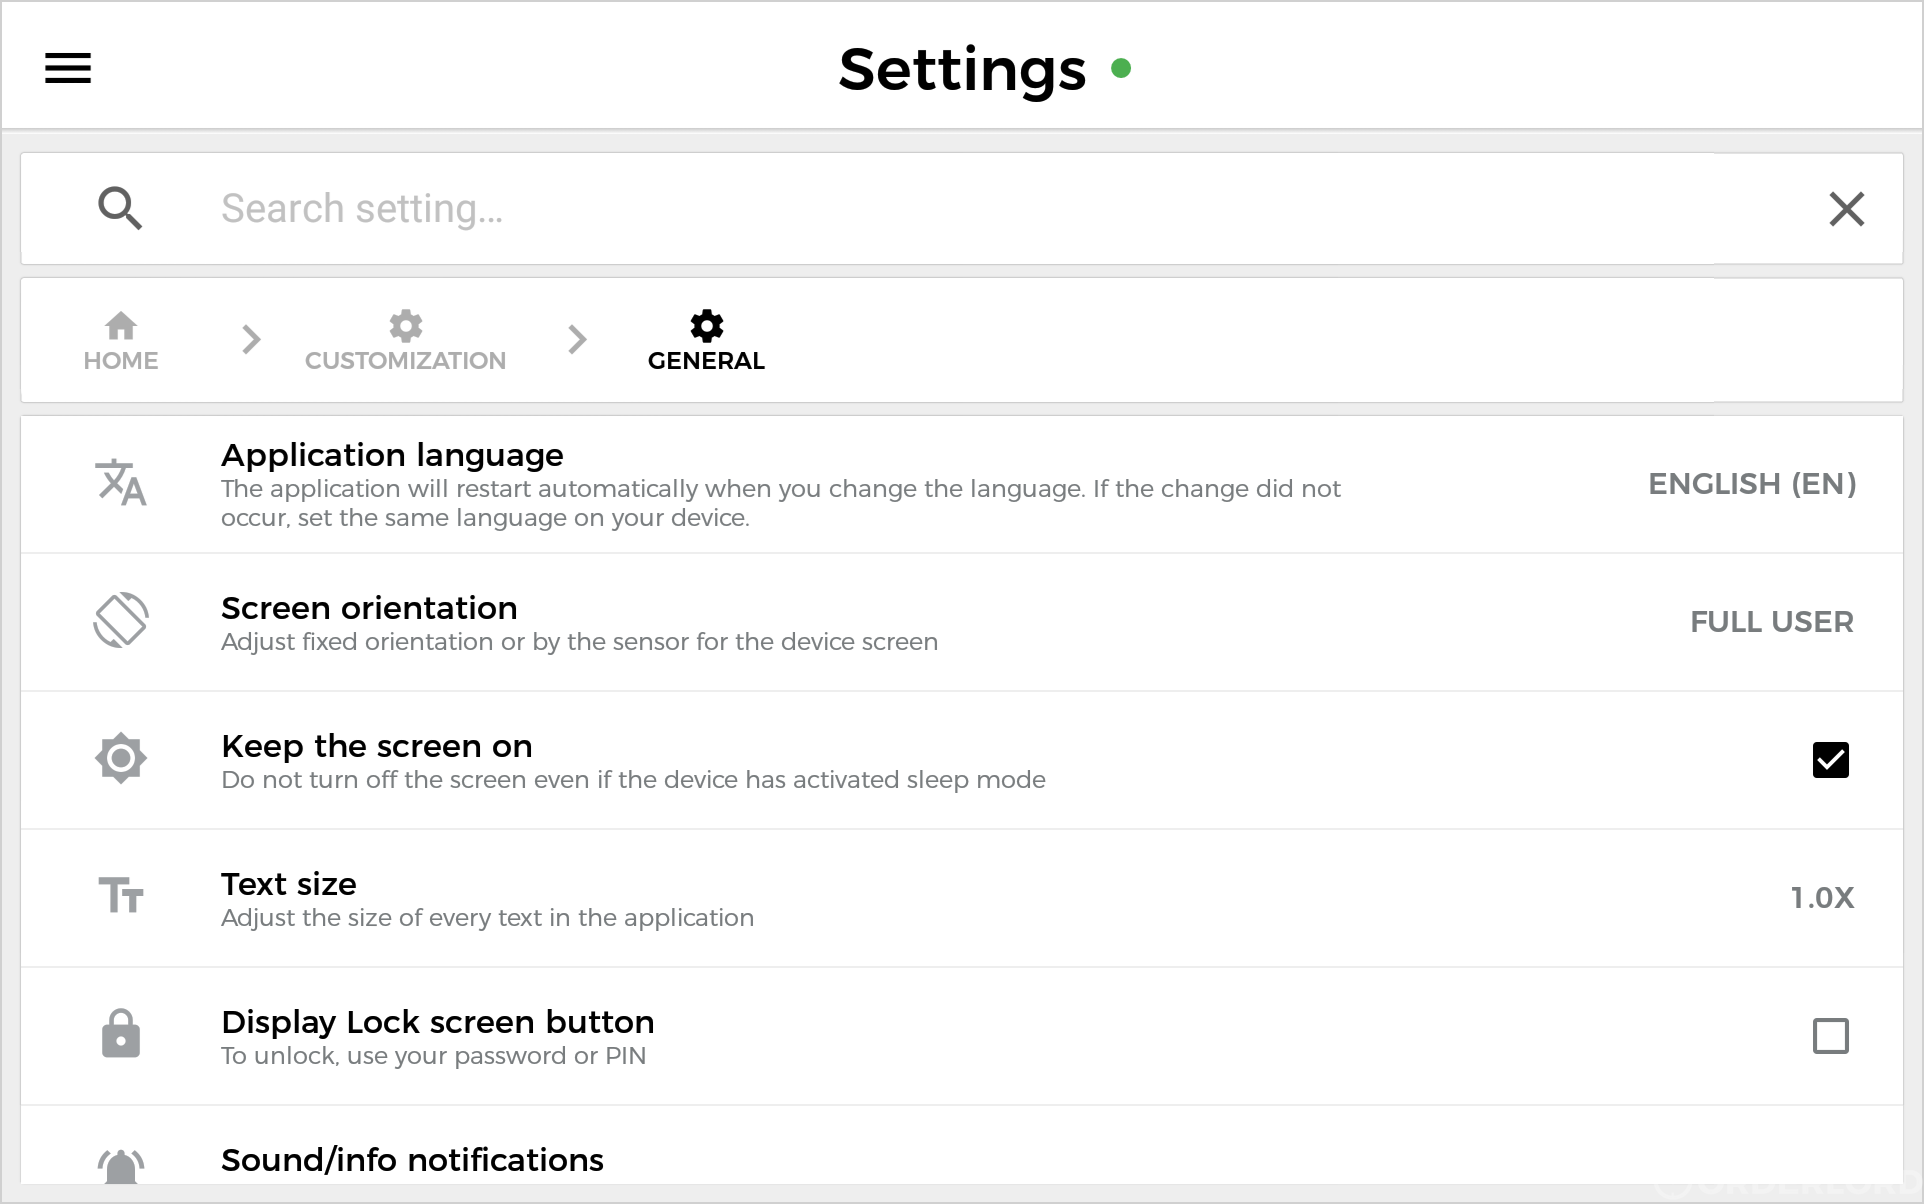 Settings
Search setting...
HOME
CUSTOMIZATION
GENERAL
Application language
The application will restart automatically when you change the language. If the change did not
occur, set the same language on your device.
ENGLISH (EN)
Screen orientation
Adjust fixed orientation or by the sensor for the device screen
FULL USER
Keep the screen on
Do not turn off the screen even if the device has activated sleep mode
Text size
Adjust the size of every text in the application
1.0X
Display Lock screen button
To unlock, use your password or PIN
Sound/info notifications